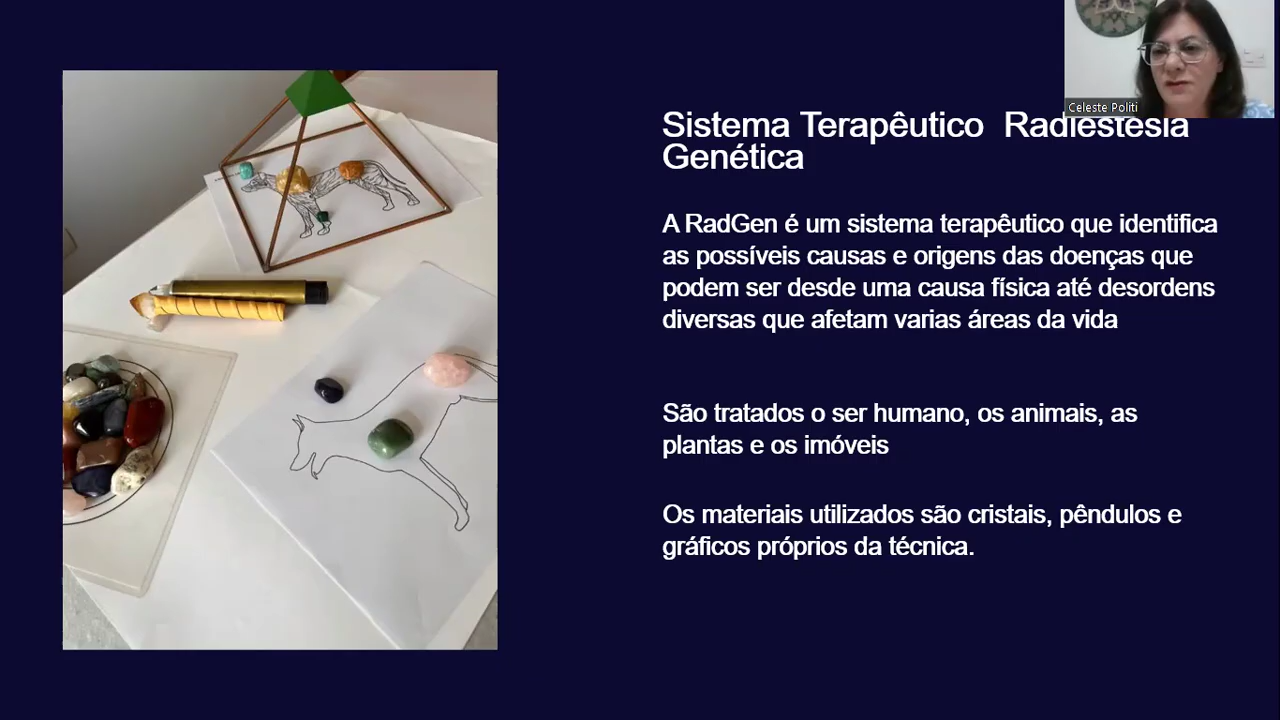 Celeste Politi
Sistema Terapêutico Radiestesia
Genética
A RadGen é um sistema terapêutico que identifica
as possíveis causas e origens das doenças que
podem ser desde uma causa física até desordens
diversas que afetam varias áreas da vida
São tratados o ser humano, os animais, as
plantas e os imóveis
Os materiais utilizados são cristais, pêndulos e
gráficos próprios da técnica.